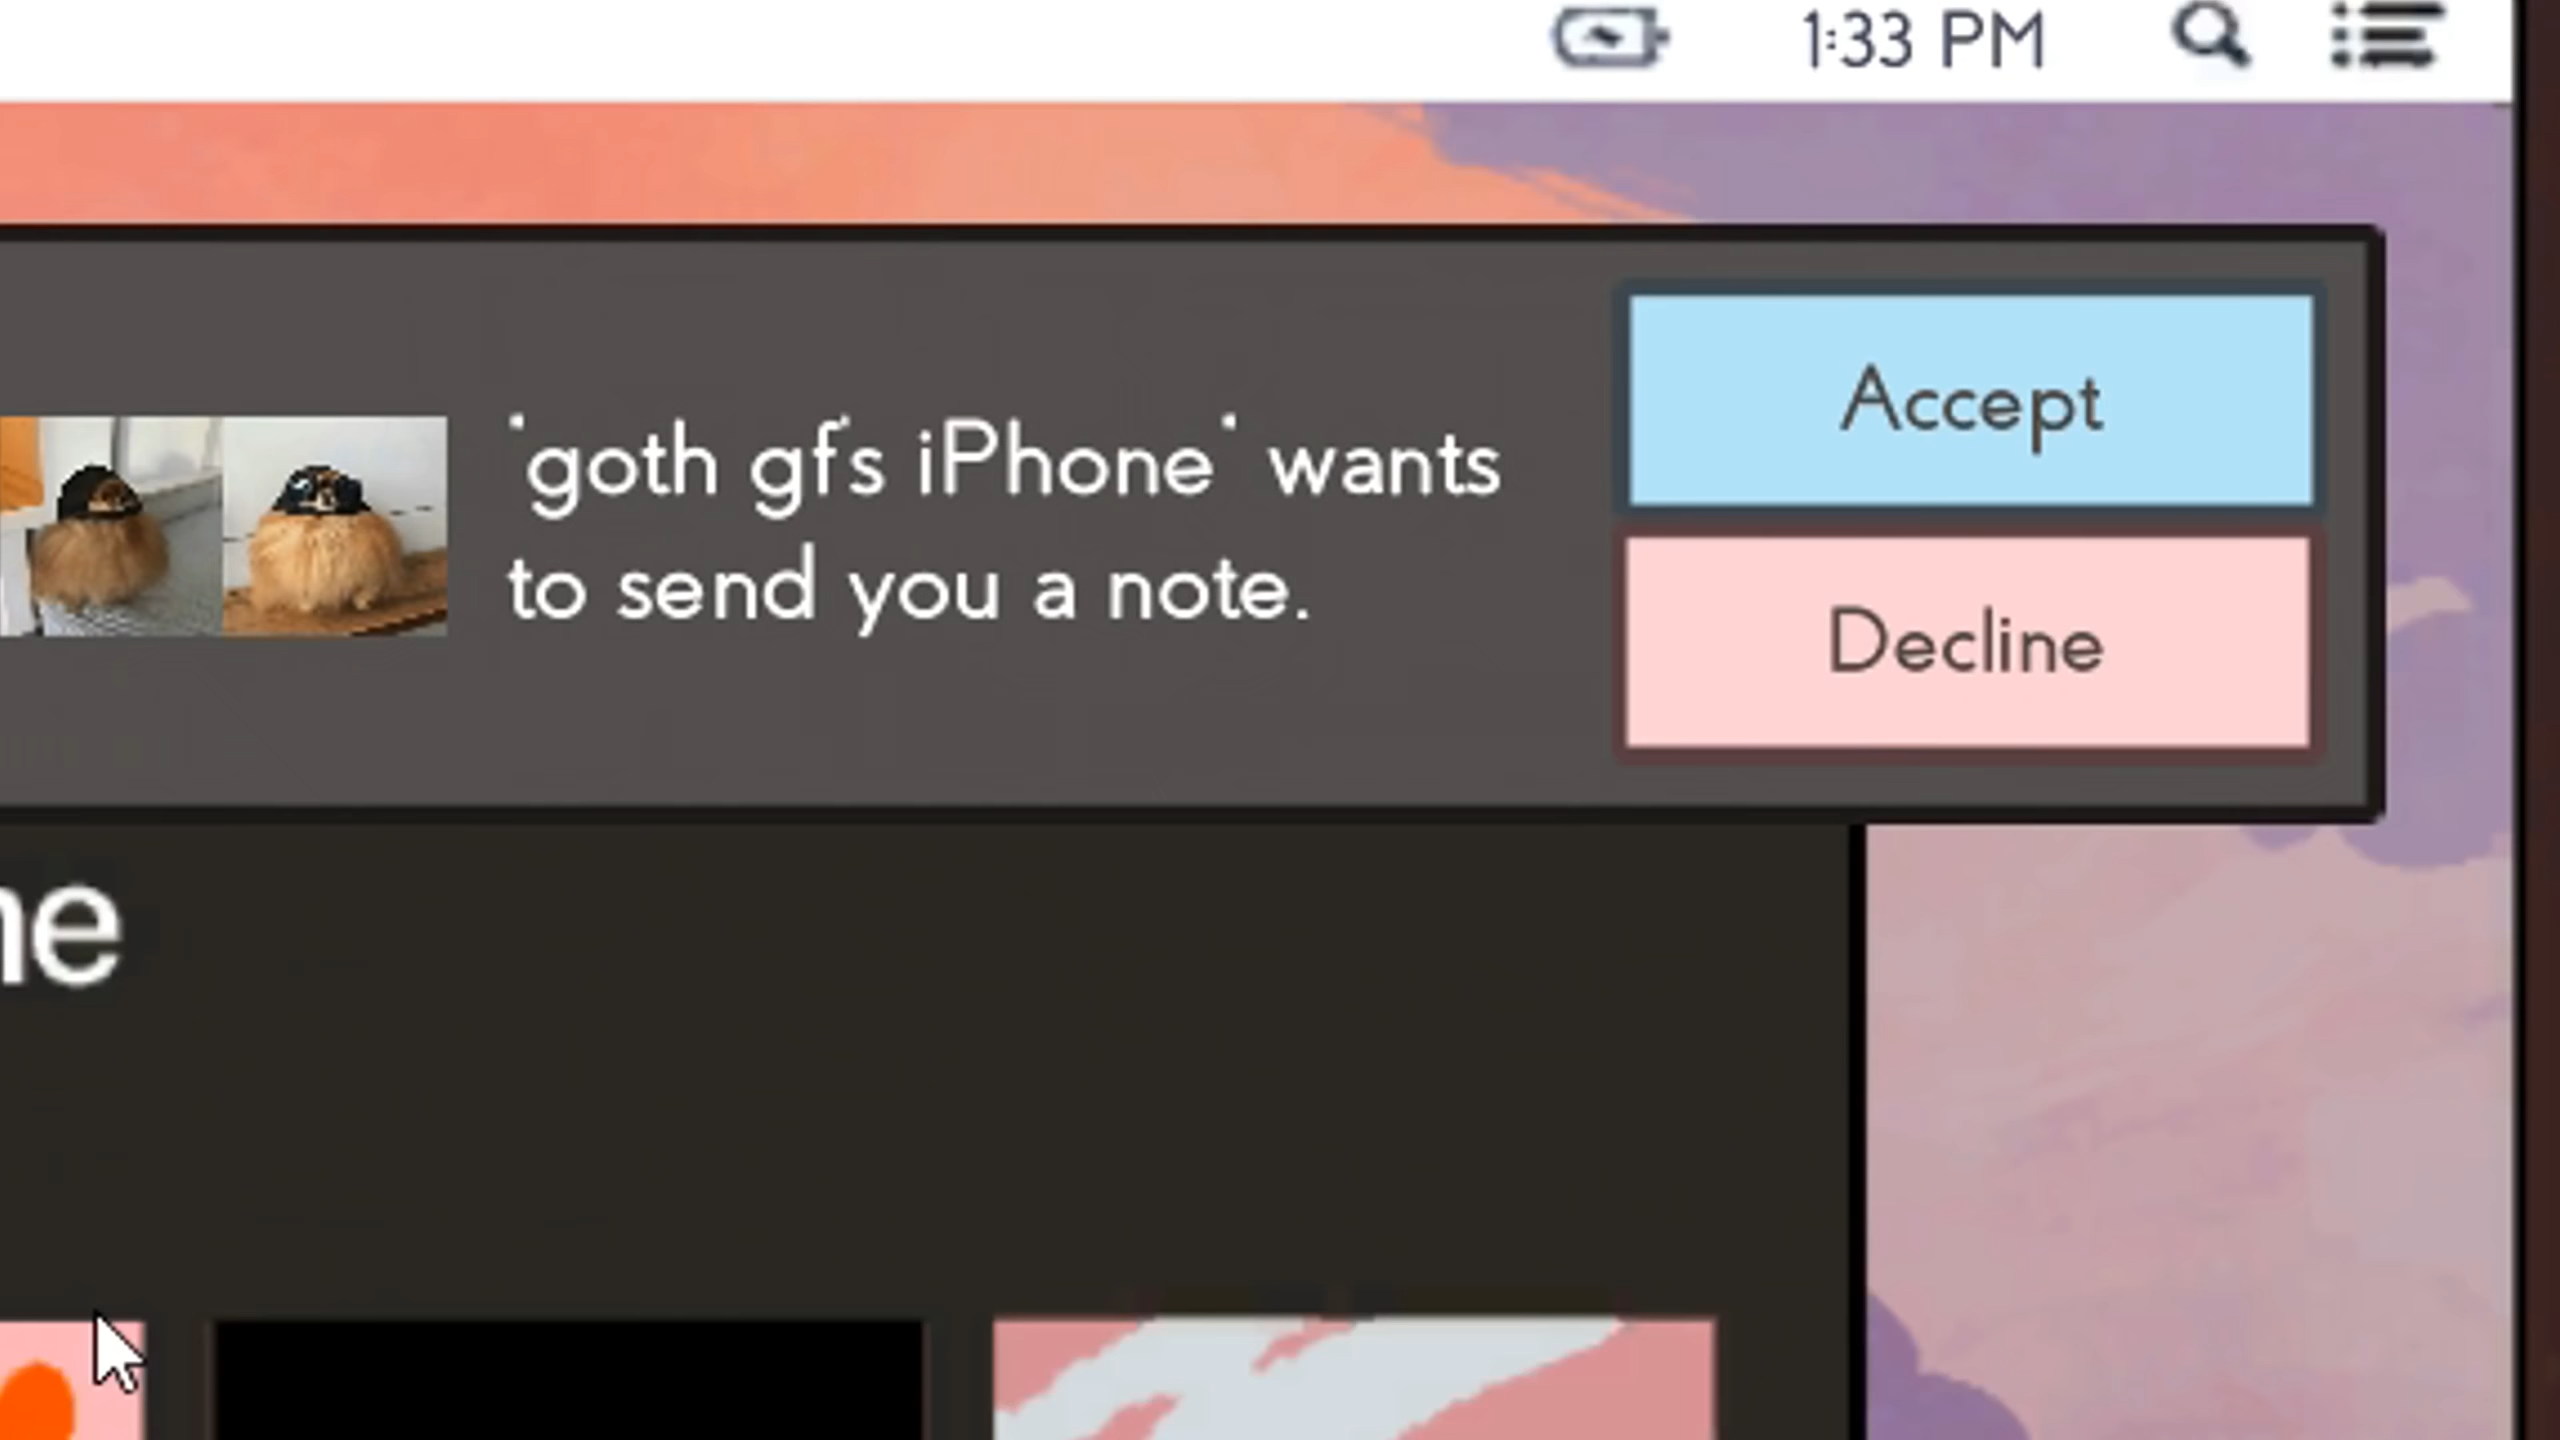 1:33 PM
"goth gf's iPhone" wants
to send you a note.
Accept
Decline